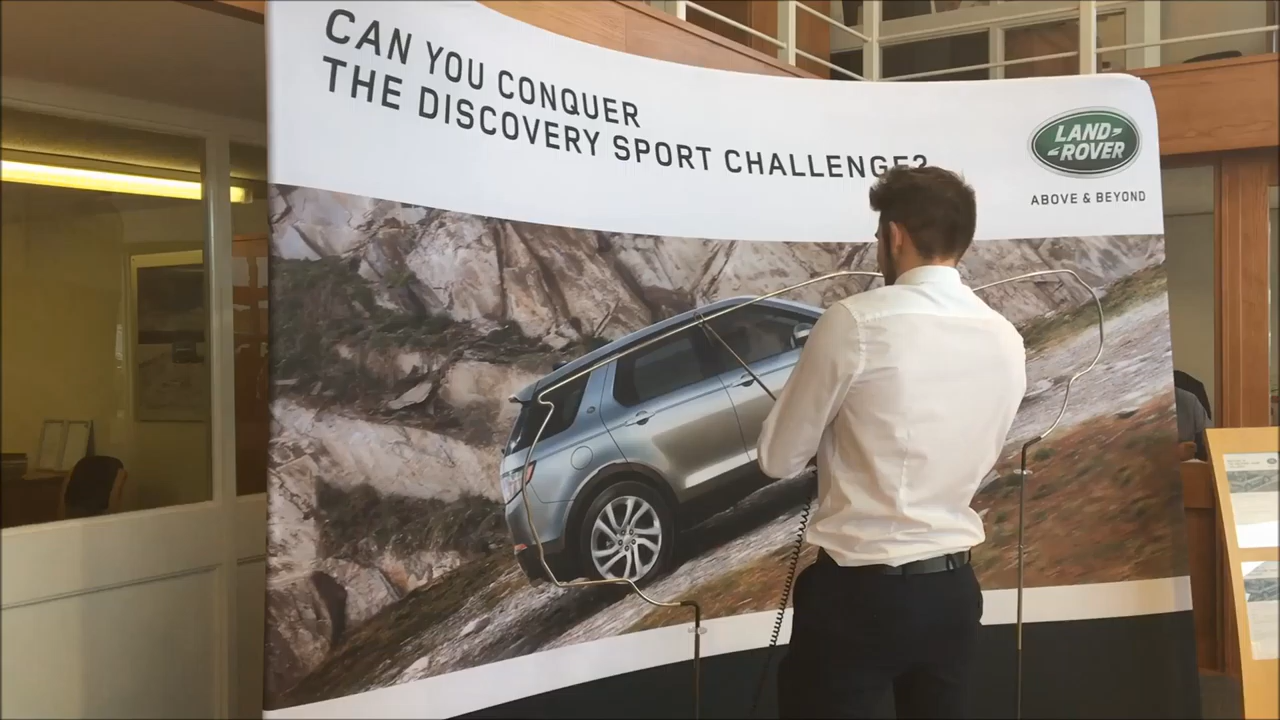 CAN YOU CONQUER
THE DISCOVERY SPORT CHALLENGE?
LAND-
-ROVER
ABOVE & BEYOND